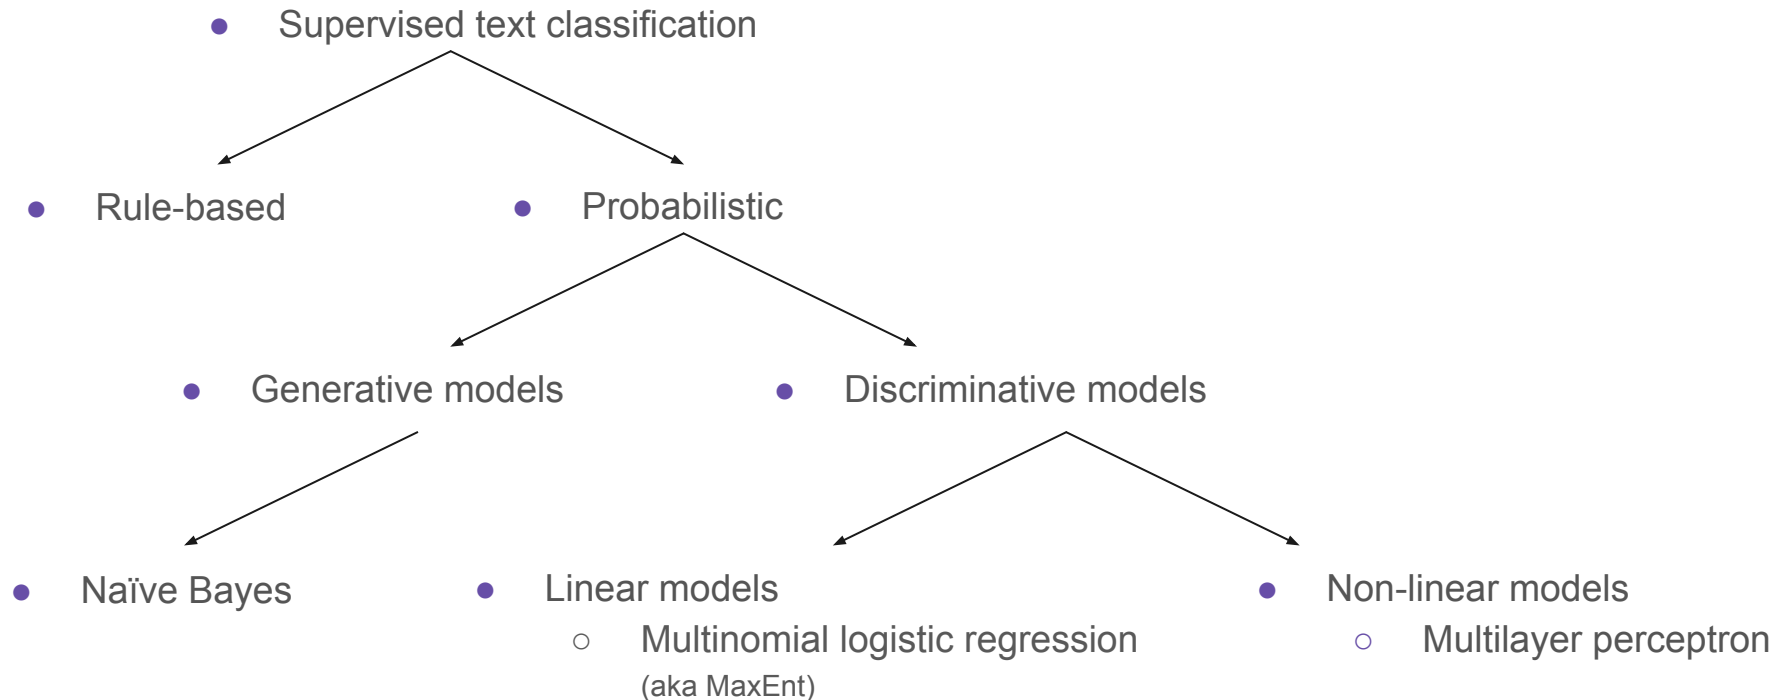 Supervised text classification
Rule-based
Probabilistic
Generative models
Discriminative models
Naïve Bayes
Linear models
Multinomial logistic regression
(aka MaxEnt)
Non-linear models
Multilayer perceptron